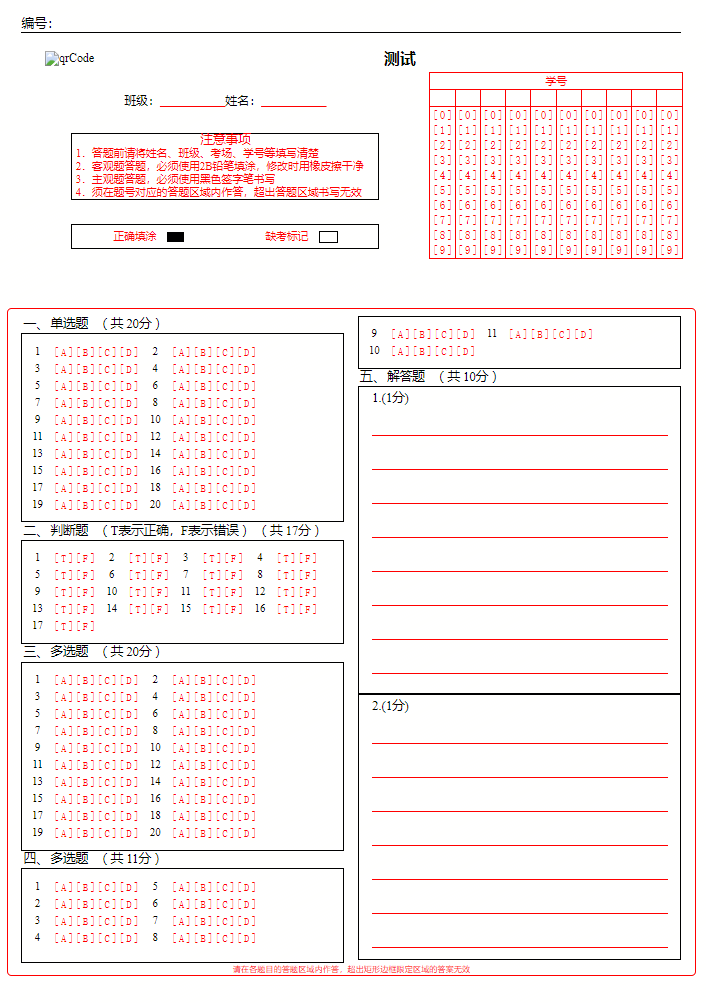 编号：
qrCode
测试
班级：___________姓名：___________
学号
[0] [0] [0] [0] [0] [0] [0] [0] [0] [0]
[1] [1] [1] [1] [1] [1] [1] [1] [1] [1]
[2] [2] [2] [2] [2] [2] [2] [2] [2] [2]
[3] [3] [3] [3] [3] [3] [3] [3] [3] [3]
[4] [4] [4] [4] [4] [4] [4] [4] [4] [4]
[5] [5] [5] [5] [5] [5] [5] [5] [5] [5]
[6] [6] [6] [6] [6] [6] [6] [6] [6] [6]
[7] [7] [7] [7] [7] [7] [7] [7] [7] [7]
[8] [8] [8] [8] [8] [8] [8] [8] [8] [8]
[9] [9] [9] [9] [9] [9] [9] [9] [9] [9]
注意事项
1．答题前请将姓名、班级、考场、学号等填写清楚
2．客观题答题，必须使用2B铅笔填涂，修改时用橡皮擦干净
3．主观题答题，必须使用黑色签字笔书写
4．须在题号对应的答题区域内作答，超出答题区域书写无效
正确填涂 缺考标记
一、单选题 （共 20分）
1 [A][B][C][D] 2 [A][B][C][D]
3 [A][B][C][D] 4 [A][B][C][D]
5 [A][B][C][D] 6 [A][B][C][D]
7 [A][B][C][D] 8 [A][B][C][D]
9 [A][B][C][D] 10 [A][B][C][D]
11 [A][B][C][D] 12 [A][B][C][D]
13 [A][B][C][D] 14 [A][B][C][D]
15 [A][B][C][D] 16 [A][B][C][D]
17 [A][B][C][D] 18 [A][B][C][D]
19 [A][B][C][D] 20 [A][B][C][D]
二、判断题 （T表示正确，F表示错误）（共 17分）
1 [T][F] 2 [T][F] 3 [T][F] 4 [T][F]
5 [T][F] 6 [T][F] 7 [T][F] 8 [T][F]
9 [T][F] 10 [T][F] 11 [T][F] 12 [T][F]
13 [T][F] 14 [T][F] 15 [T][F] 16 [T][F]
17 [T][F]
三、多选题 （共 20分）
1 [A][B][C][D] 2 [A][B][C][D]
3 [A][B][C][D] 4 [A][B][C][D]
5 [A][B][C][D] 6 [A][B][C][D]
7 [A][B][C][D] 8 [A][B][C][D]
9 [A][B][C][D] 10 [A][B][C][D]
11 [A][B][C][D] 12 [A][B][C][D]
13 [A][B][C][D] 14 [A][B][C][D]
15 [A][B][C][D] 16 [A][B][C][D]
17 [A][B][C][D] 18 [A][B][C][D]
19 [A][B][C][D] 20 [A][B][C][D]
四、多选题 （共 11分）
1 [A][B][C][D] 5 [A][B][C][D]
2 [A][B][C][D] 6 [A][B][C][D]
3 [A][B][C][D] 7 [A][B][C][D]
4 [A][B][C][D] 8 [A][B][C][D]
9 [A][B][C][D] 11 [A][B][C][D]
10 [A][B][C][D]
五、解答题 （共 10分）
1.(1分)
2.(1分)
请在各题目的答题区域内作答，超出矩形边框限定区域的答案无效